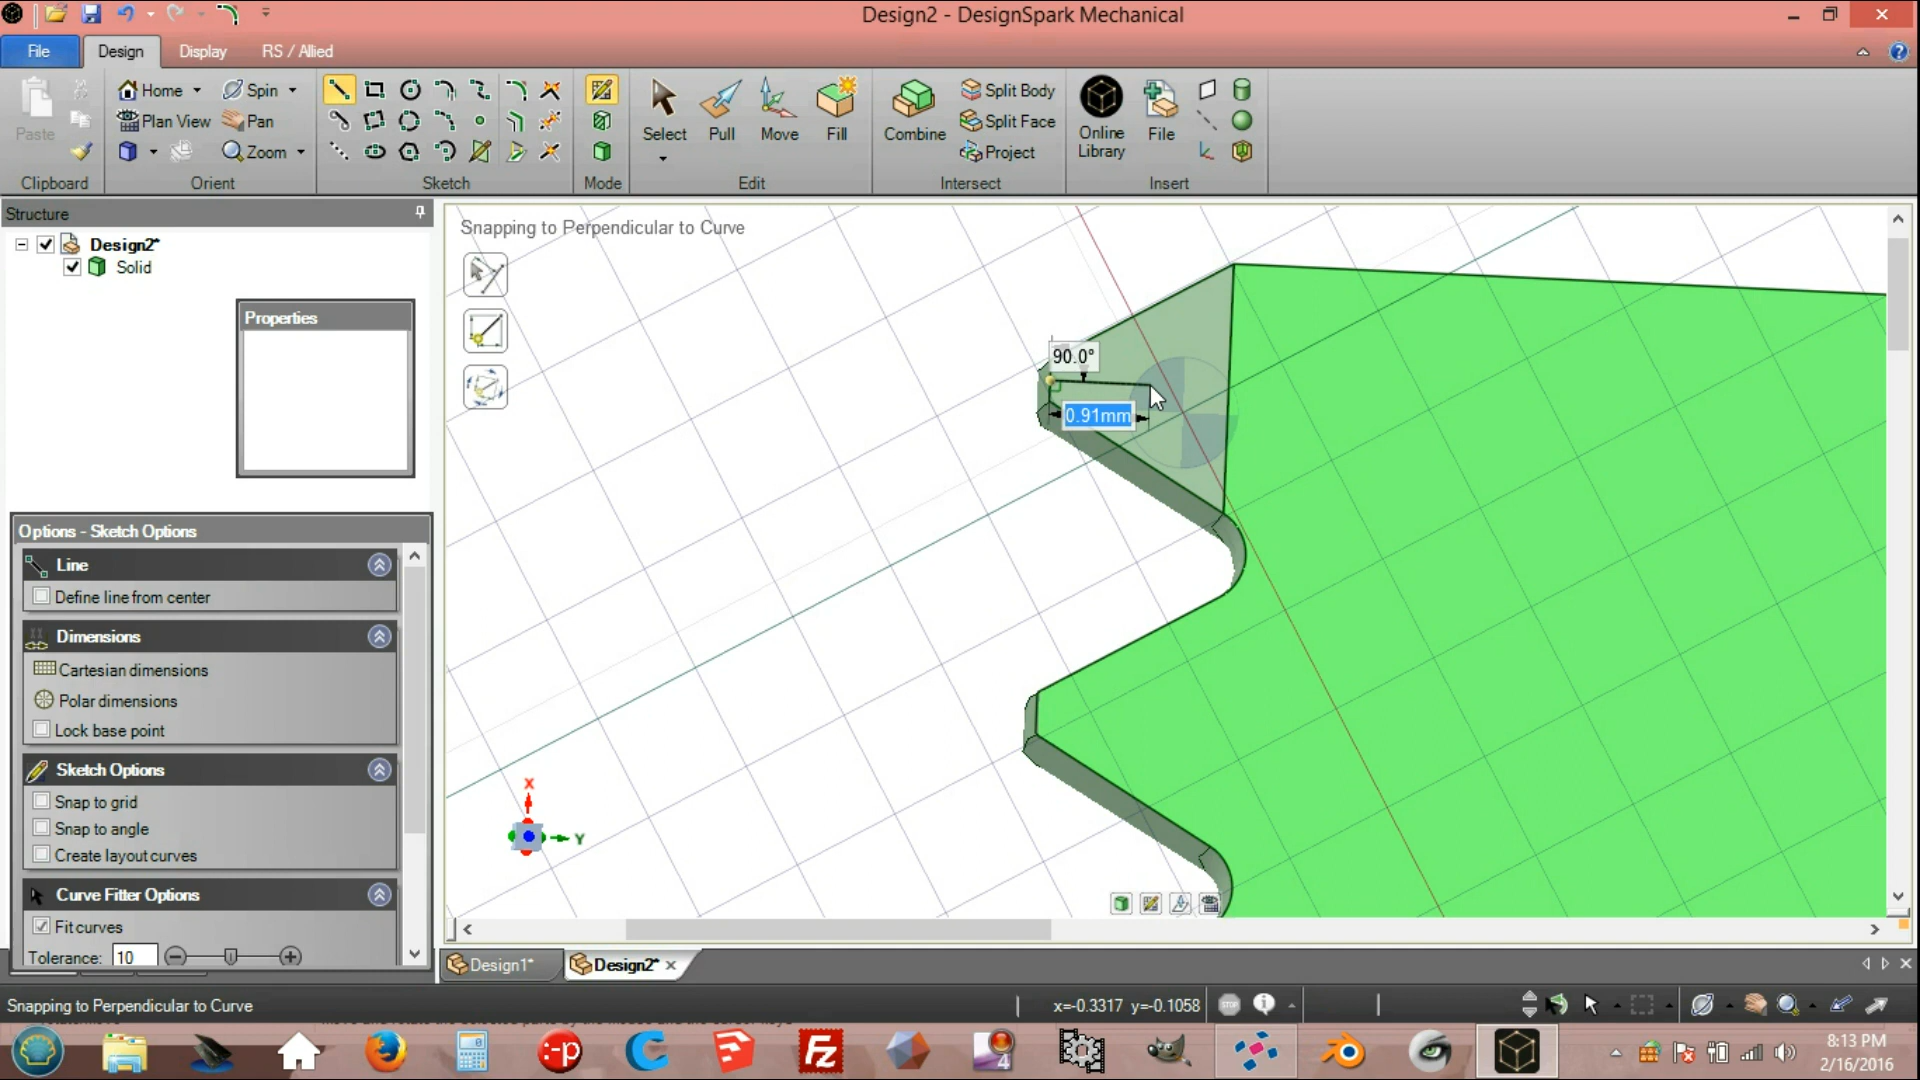 Design2 - DesignSpark Mechanical
File Design Display RS / Allied
Paste
Home Spin
Plan View Pan
Zoom
Select Pull Move Fill
Combine
Split Body
Split Face
Project
Online Library
File
Clipboard Orient Sketch Mode Edit Intersect Insert
Structure
Design2*
Solid
Properties
Snapping to Perpendicular to Curve
90.0°
0.91mm
X
Y
Options - Sketch Options
Line
Define line from center
Dimensions
Cartesian dimensions
Polar dimensions
Lock base point
Sketch Options
Snap to grid
Snap to angle
Create layout curves
Curve Fitter Options
Fit curves
Tolerance: 10
Design1* Design2*
Snapping to Perpendicular to Curve
x=-0.3317 y=-0.1058
8:13 PM
2/16/2016